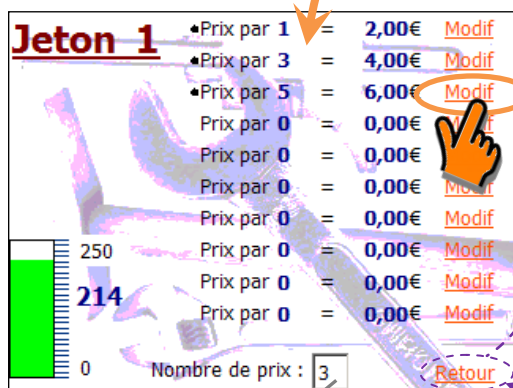 Jeton 1
Prix par 1 = 2,00€ Modif
Prix par 3 = 4,00€ Modif
Prix par 5 = 6,00€ Modif
Prix par 0 = 0,00€ Modif
Prix par 0 = 0,00€ Modif
Prix par 0 = 0,00€ Modif
Prix par 0 = 0,00€ Modif
250 Prix par 0 = 0,00€ Modif
214 Prix par 0 = 0,00€ Modif
Prix par 0 = 0,00€ Modif
0 Nombre de prix : 3 Retour